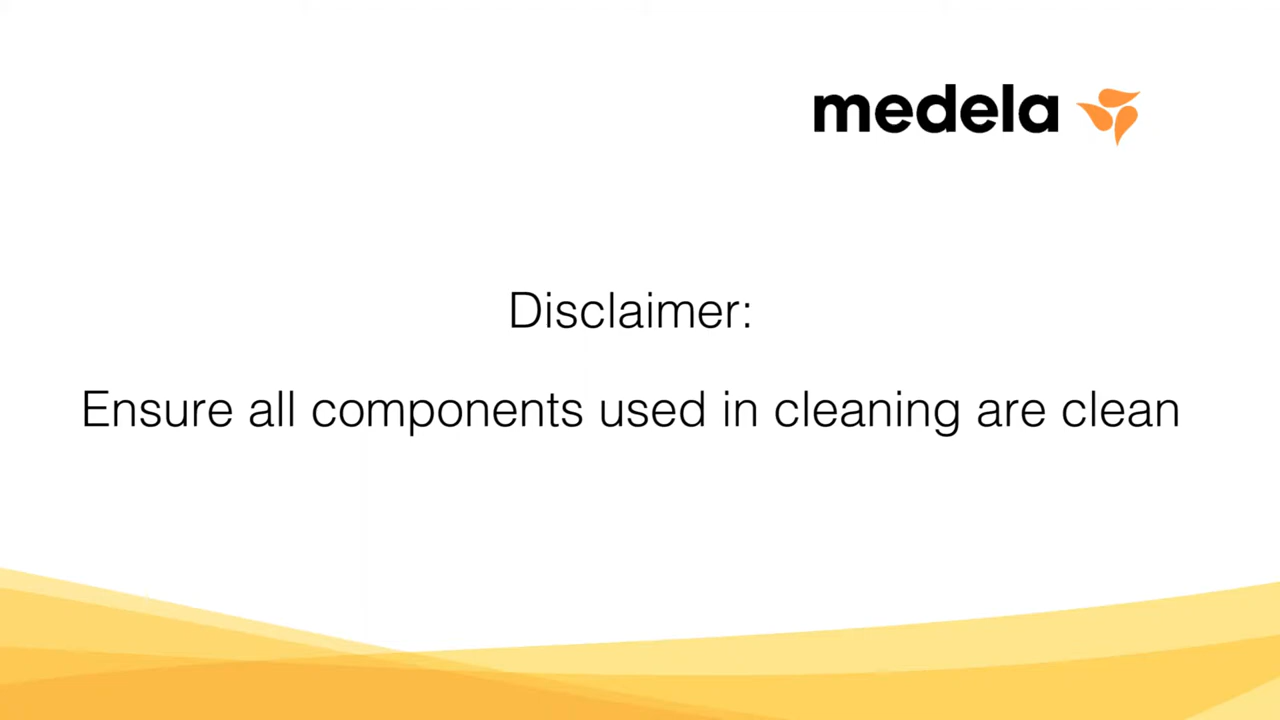 medela
Disclaimer:
Ensure all components used in cleaning are clean